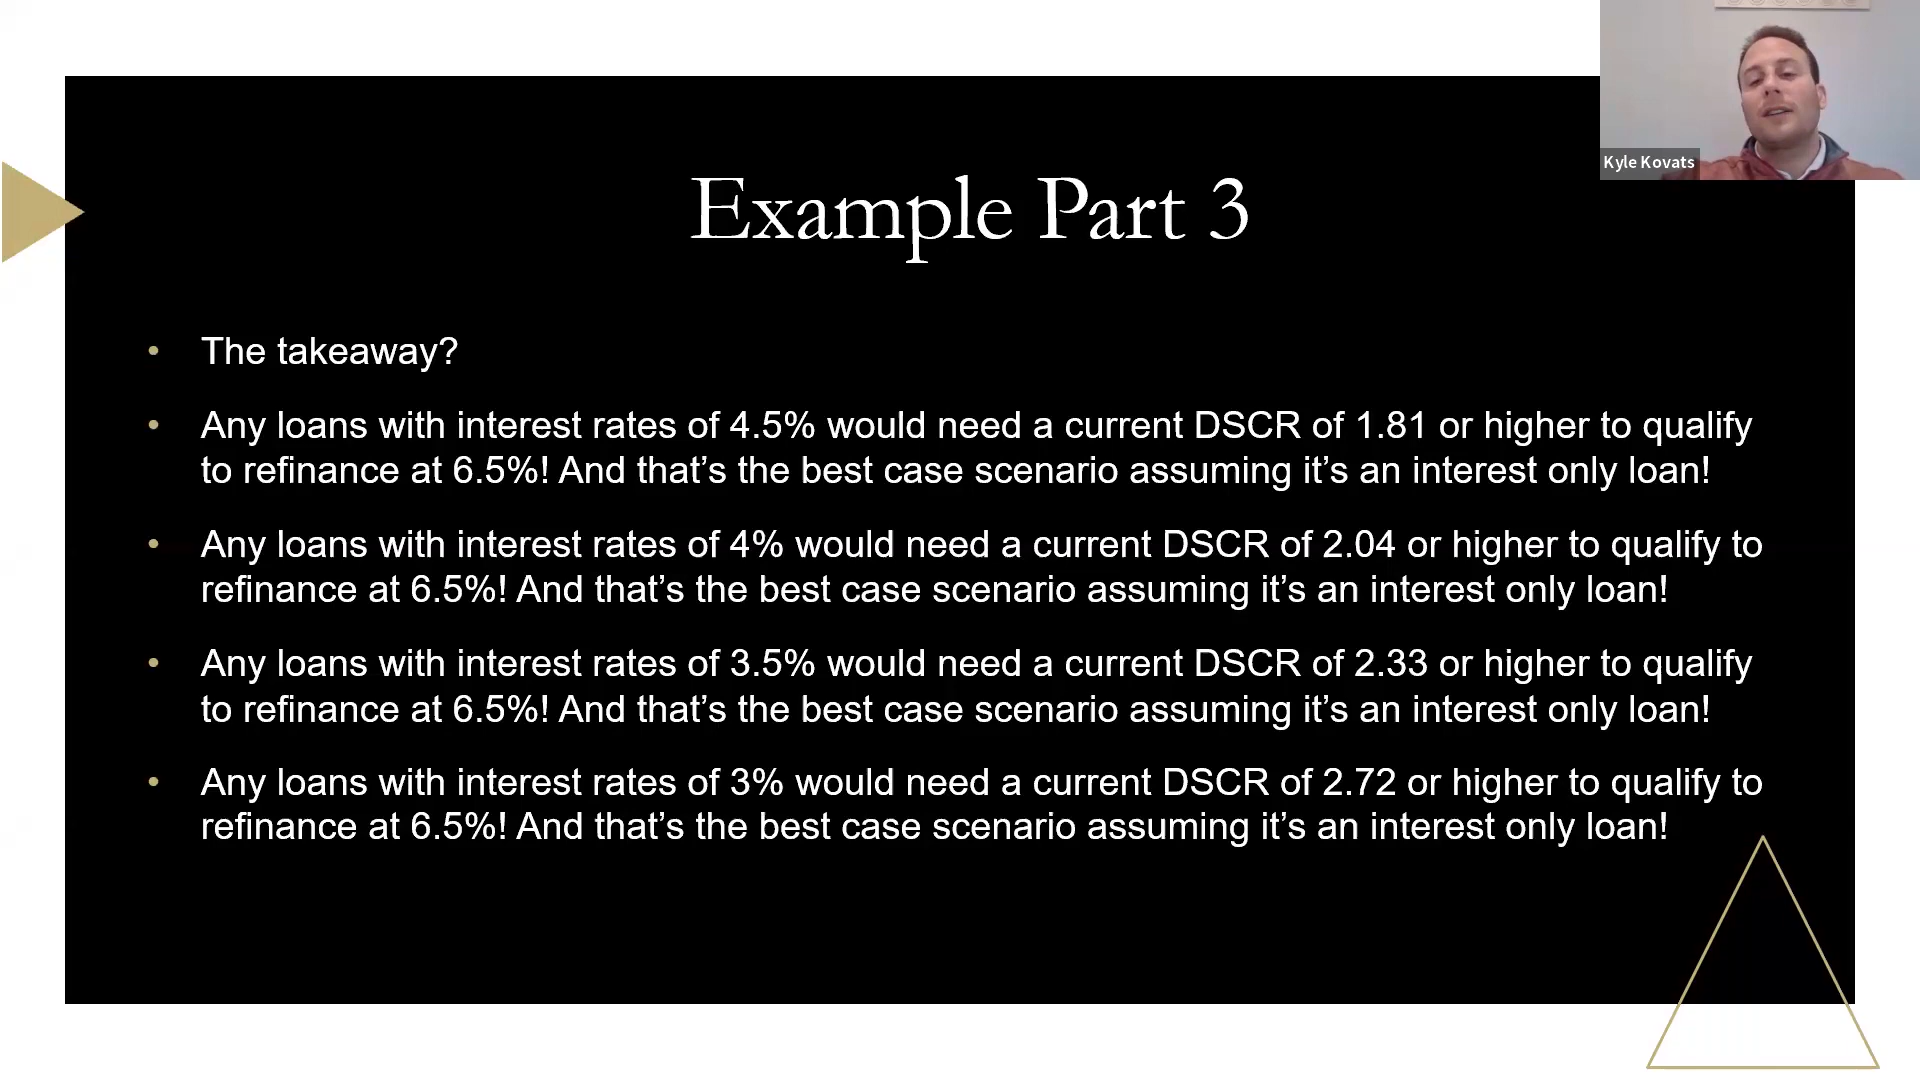 Kyle Kovats
Example Part 3
• The takeaway?
• Any loans with interest rates of 4.5% would need a current DSCR of 1.81 or higher to qualify
to refinance at 6.5%! And that’s the best case scenario assuming it’s an interest only loan!
• Any loans with interest rates of 4% would need a current DSCR of 2.04 or higher to qualify to
refinance at 6.5%! And that’s the best case scenario assuming it’s an interest only loan!
• Any loans with interest rates of 3.5% would need a current DSCR of 2.33 or higher to qualify
to refinance at 6.5%! And that’s the best case scenario assuming it’s an interest only loan!
• Any loans with interest rates of 3% would need a current DSCR of 2.72 or higher to qualify to
refinance at 6.5%! And that’s the best case scenario assuming it’s an interest only loan!